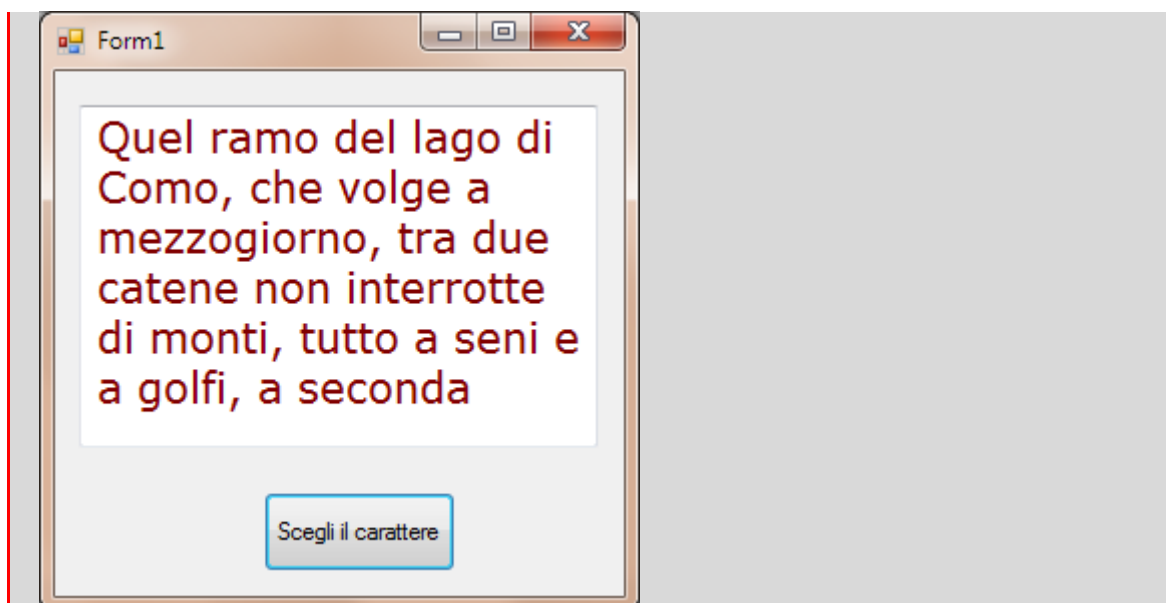 Form1
Quel ramo del lago di
Como, che volge a
mezzogiorno, tra due
catene non interrotte
di monti, tutto a seni e
a golfi, a seconda
Scegli il carattere